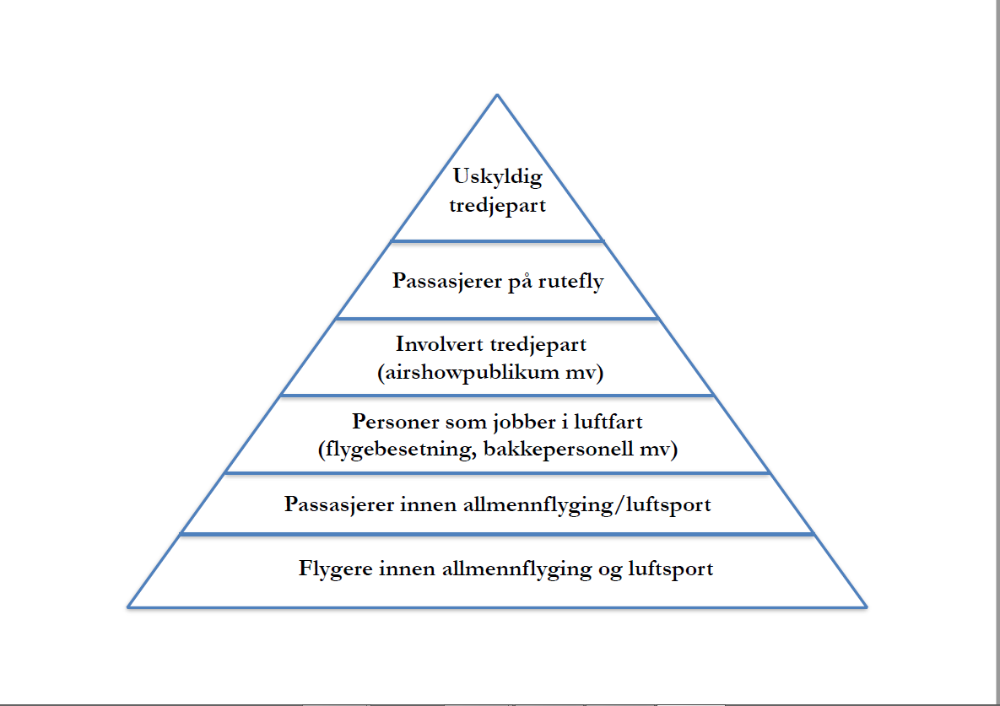 Uskyldig
tredjepart
Passasjerer på rutefly
Involvert tredjepart
(airshowpublikum mv)
Personer som jobber i luftfart
(flygebesetning, bakkepersonell mv)
Passasjerer innen allmennflyging/luftsport
Flygere innen allmennflyging og luftsport